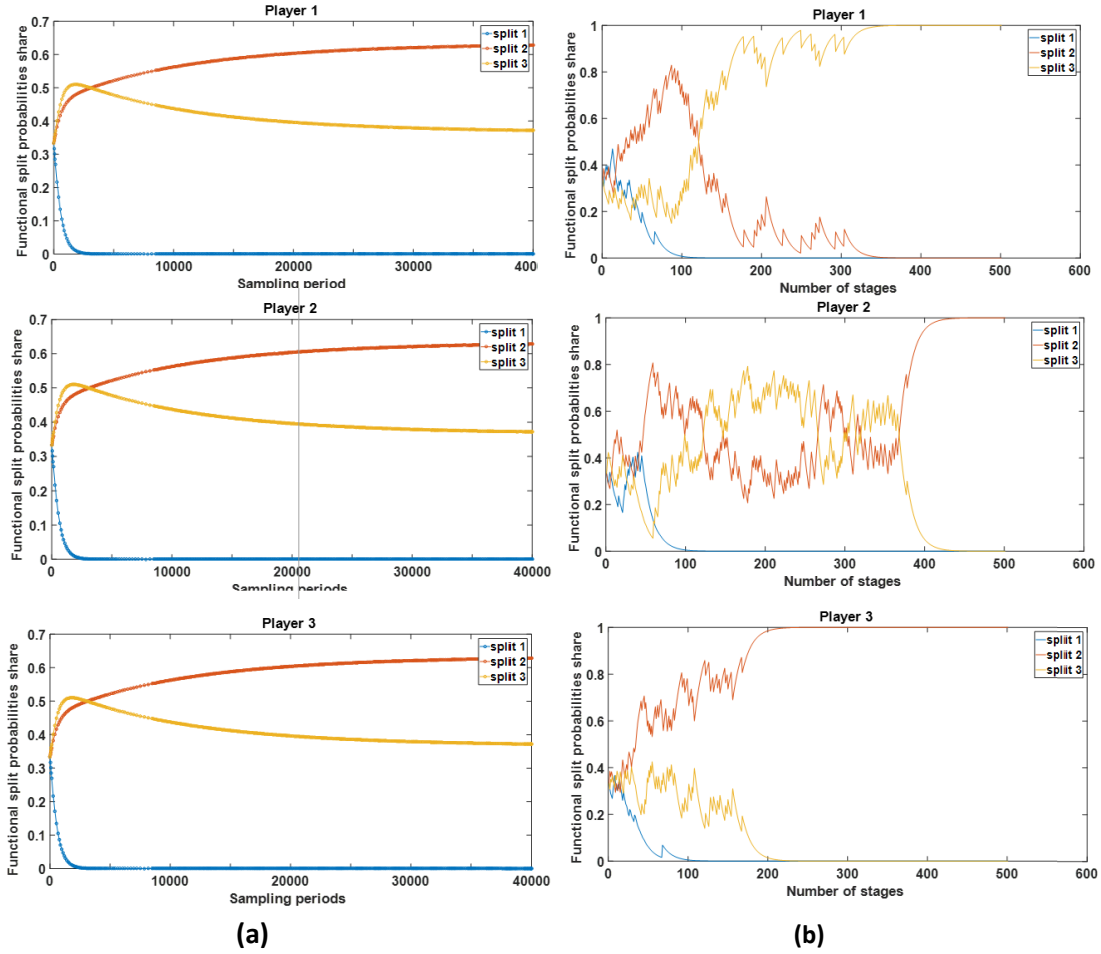 Player 1
Functional split probabilities share
0.7
0.6
0.5
0.4
0.3
0.2
0.1
0
split 1
split 2
split 3
0 10000 20000 30000 4000
Sampling period
Player 2
Functional split probabilities share
0.7
0.6
0.5
0.4
0.3
0.2
0.1
0
split 1
split 2
split 3
0 10000 20000 30000 40000
Sampling periods
Player 3
Functional split probabilities share
0.7
0.6
0.5
0.4
0.3
0.2
0.1
0
split 1
split 2
split 3
0 10000 20000 30000 40000
Sampling periods
(a)
Player 1
Functional split probabilities share
1
0.8
0.6
0.4
0.2
0
split 1
split 2
split 3
0 100 200 300 400 500 600
Number of stages
Player 2
Functional split probabilities share
1
0.8
0.6
0.4
0.2
0
split 1
split 2
split 3
0 100 200 300 400 500 600
Number of stages
Player 3
Functional split probabilities share
1
0.8
0.6
0.4
0.2
0
split 1
split 2
spliit 3
0 100 200 300 400 500 600
Number of stages
(b)